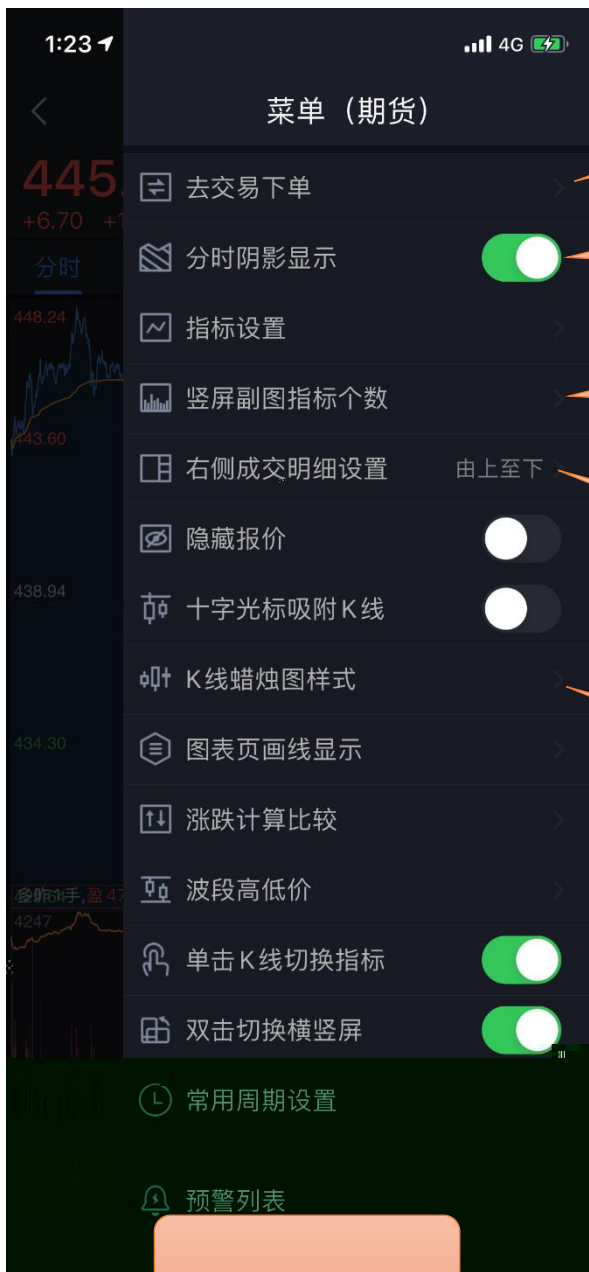 1:23
4G
菜单（期货）
445.
+6.70 +1
分时
448.24
443.60
438.94
434.30
4247
去交易下单
分时阴影显示
指标设置
竖屏副图指标个数
右侧成交明细设置 由上至下
隐藏报价
十字光标吸附K线
K线蜡烛图样式
图表页画线显示
涨跌计算比较
波段高低价
单击K线切换指标
双击切换横竖屏
常用周期设置
预警列表